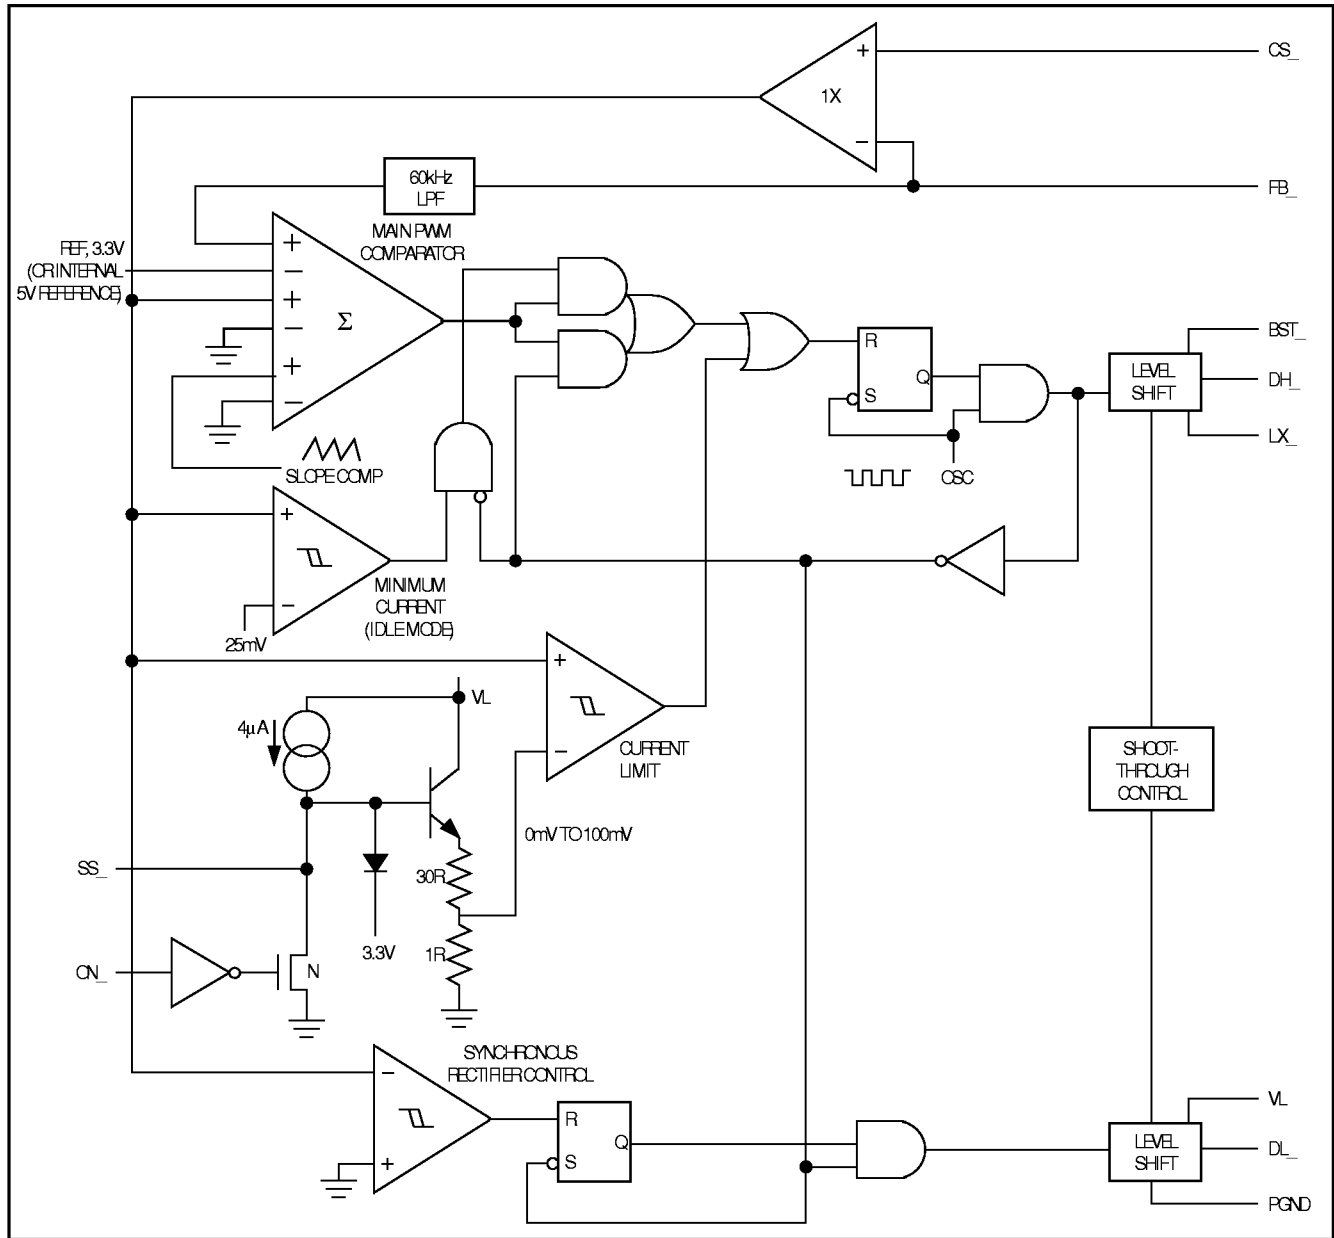 CS_
+
1X
−
60kHz
LPF
FB_
MAIN PWM
COMPARATOR
REF, 3.3V
(OR INTERNAL
5V REFERENCE)
+
−
+
−
+
−
Σ
SLOPE COMP
R
Q
S
OSC
BST_
LEVEL
SHIFT
DH_
LX_
+
−
25mV
MINIMUM
CURRENT
(IDLE MODE)
+
−
CURRENT
LIMIT
VL
4µA
SHOOT-
THROUGH
CONTROL
0mV TO 100mV
SS_
30R
3.3V
1R
ON_
N
SYNCHRONOUS
RECTIFIER CONTROL
−
+
R
Q
S
VL
LEVEL
SHIFT
DL_
PGND